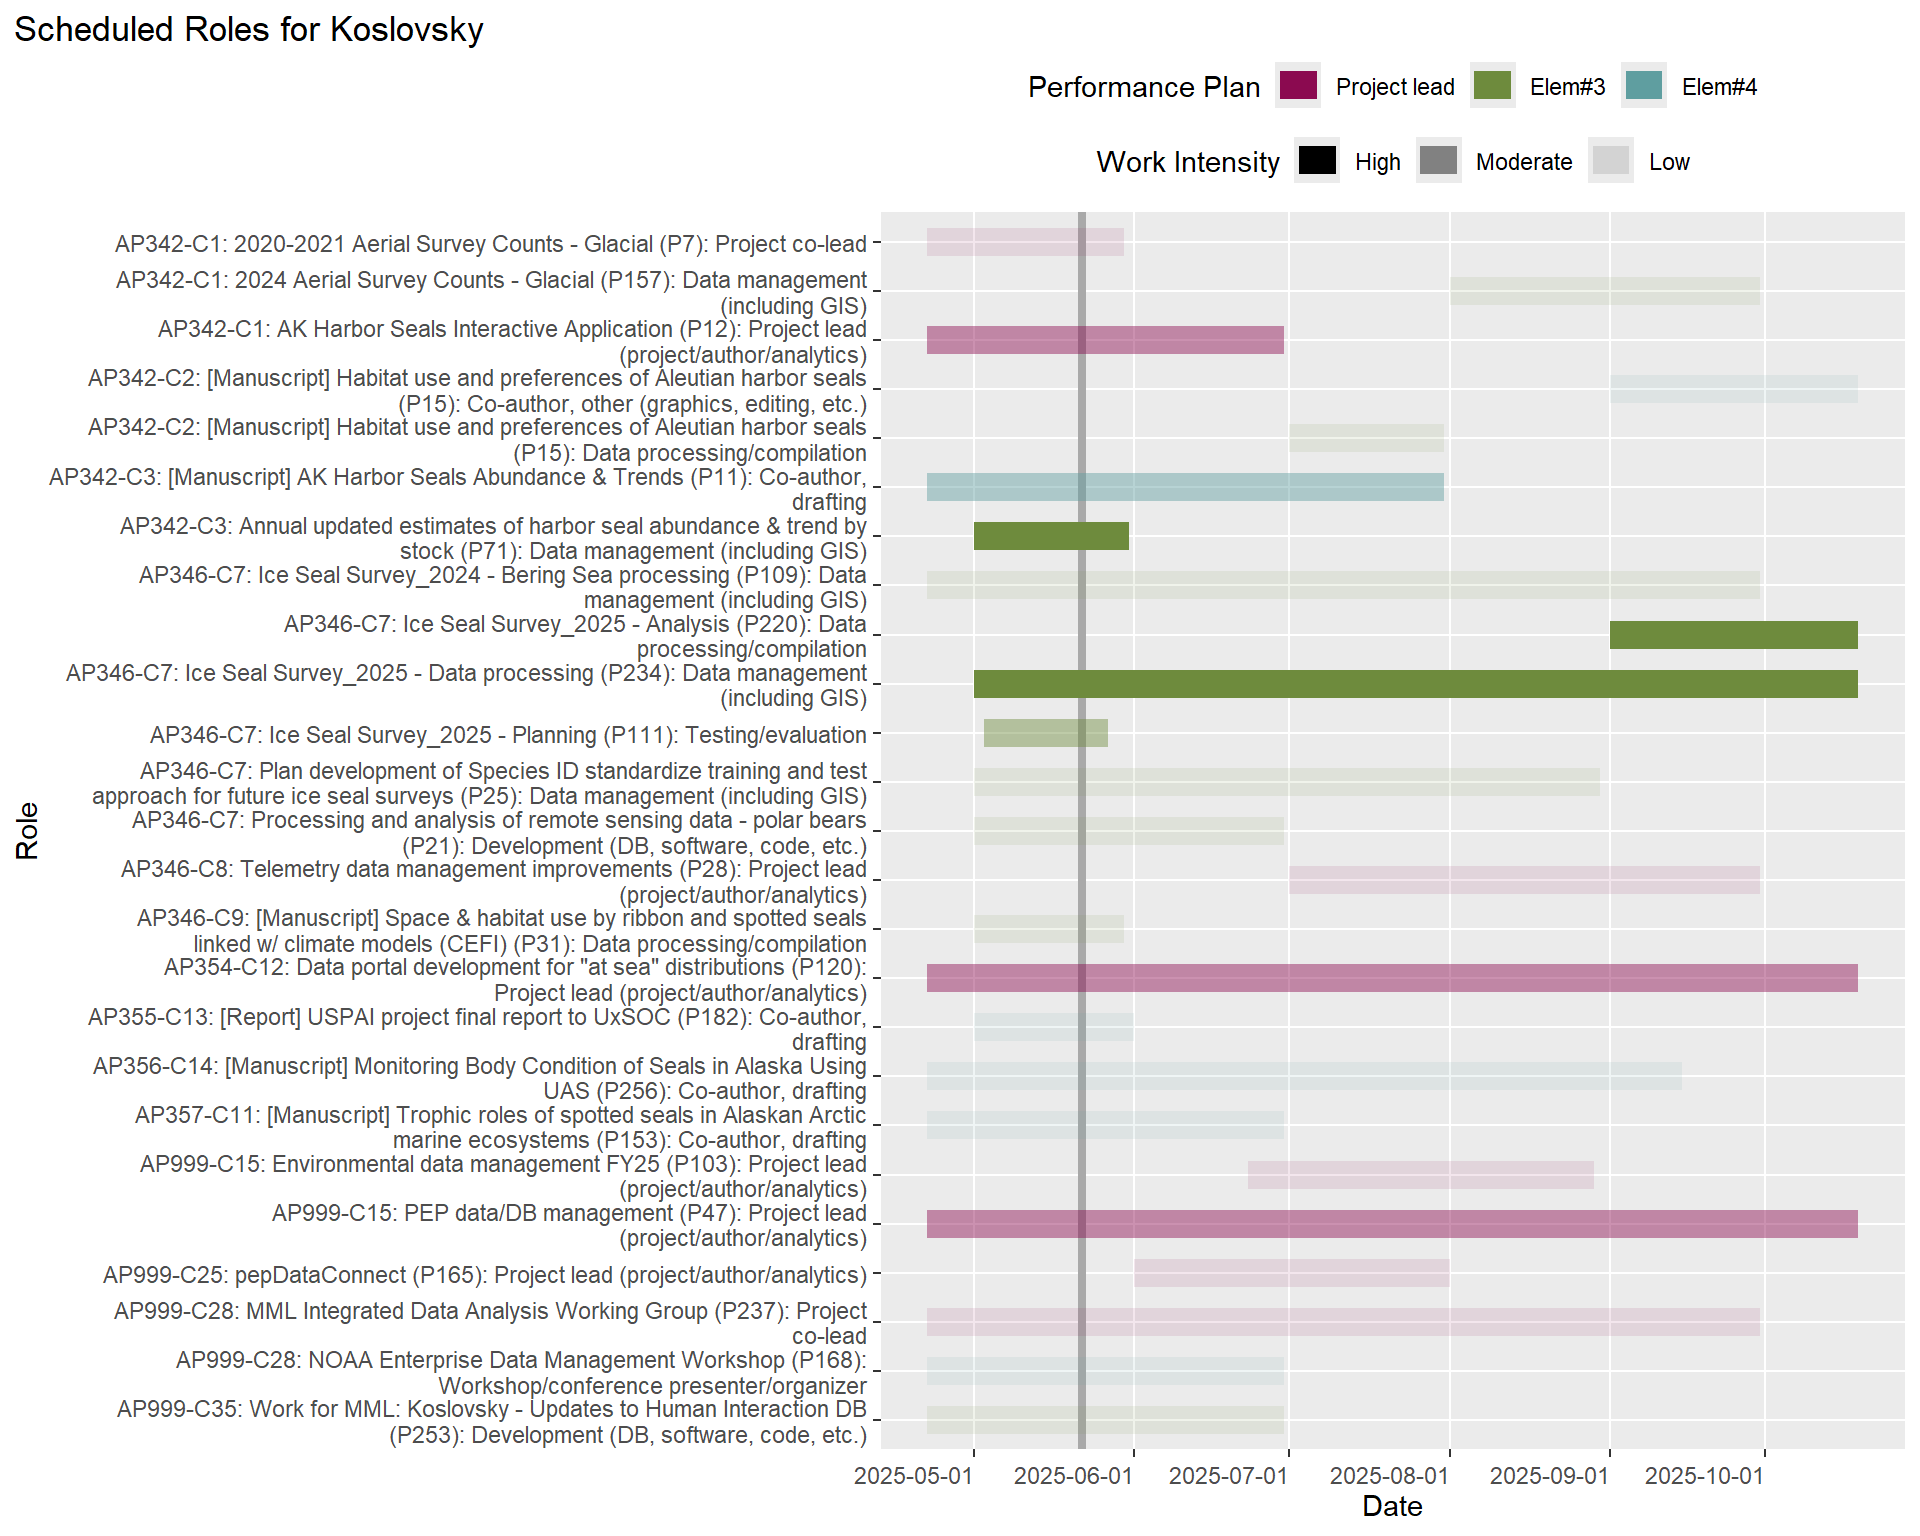 Scheduled Roles for Koslovsky
Performance Plan Project lead Elem#3 Elem#4
Work Intensity High Moderate Low
AP342-C1: 2020-2021 Aerial Survey Counts - Glacial (P7): Project co-lead
AP342-C1: 2024 Aerial Survey Counts - Glacial (P157): Data management
(including GIS)
AP342-C1: AK Harbor Seals Interactive Application (P12): Project lead
(project/author/analytics)
AP342-C2: [Manuscript] Habitat use and preferences of Aleutian harbor seals
(P15): Co-author, other (graphics, editing, etc.)
AP342-C2: [Manuscript] Habitat use and preferences of Aleutian harbor seals
(P15): Data processing/compilation
AP342-C3: [Manuscript] AK Harbor Seals Abundance & Trends (P11): Co-author,
drafting
AP342-C3: Annual updated estimates of harbor seal abundance & trend by
stock (P71): Data management (including GIS)
AP346-C7: Ice Seal Survey_2024 - Bering Sea processing (P109): Data
management (including GIS)
AP346-C7: Ice Seal Survey_2025 - Analysis (P220): Data
processing/compilation
AP346-C7: Ice Seal Survey_2025 - Data processing (P234): Data management
(including GIS)
AP346-C7: Ice Seal Survey_2025 - Planning (P111): Testing/evaluation
AP346-C7: Plan development of Species ID standardize training and test
approach for future ice seal surveys (P25): Data management (including GIS)
AP346-C7: Processing and analysis of remote sensing data - polar bears
(P21): Development (DB, software, code, etc.)
AP346-C8: Telemetry data management improvements (P28): Project lead
(project/author/analytics)
AP346-C9: [Manuscript] Space & habitat use by ribbon and spotted seals
linked w/ climate models (CEFI) (P31): Data processing/compilation
AP354-C12: Data portal development for "at sea" distributions (P120):
Project lead (project/author/analytics)
AP355-C13: [Report] USPAI project final report to UxSOC (P182): Co-author,
drafting
AP356-C14: [Manuscript] Monitoring Body Condition of Seals in Alaska Using
UAS (P256): Co-author, drafting
AP357-C11: [Manuscript] Trophic roles of spotted seals in Alaskan Arctic
marine ecosystems (P153): Co-author, drafting
AP999-C15: Environmental data management FY25 (P103): Project lead
(project/author/analytics)
AP999-C15: PEP data/DB management (P47): Project lead
(project/author/analytics)
AP999-C25: pepDataConnect (P165): Project lead (project/author/analytics)
AP999-C28: MML Integrated Data Analysis Working Group (P237): Project
co-lead
AP999-C28: NOAA Enterprise Data Management Workshop (P168):
Workshop/conference presenter/organizer
AP999-C35: Work for MML: Koslovsky - Updates to Human Interaction DB
(P253): Development (DB, software, code, etc.)
Role
2025-05-01 2025-06-01 2025-07-01 2025-08-01 2025-09-01 2025-10-01
Date